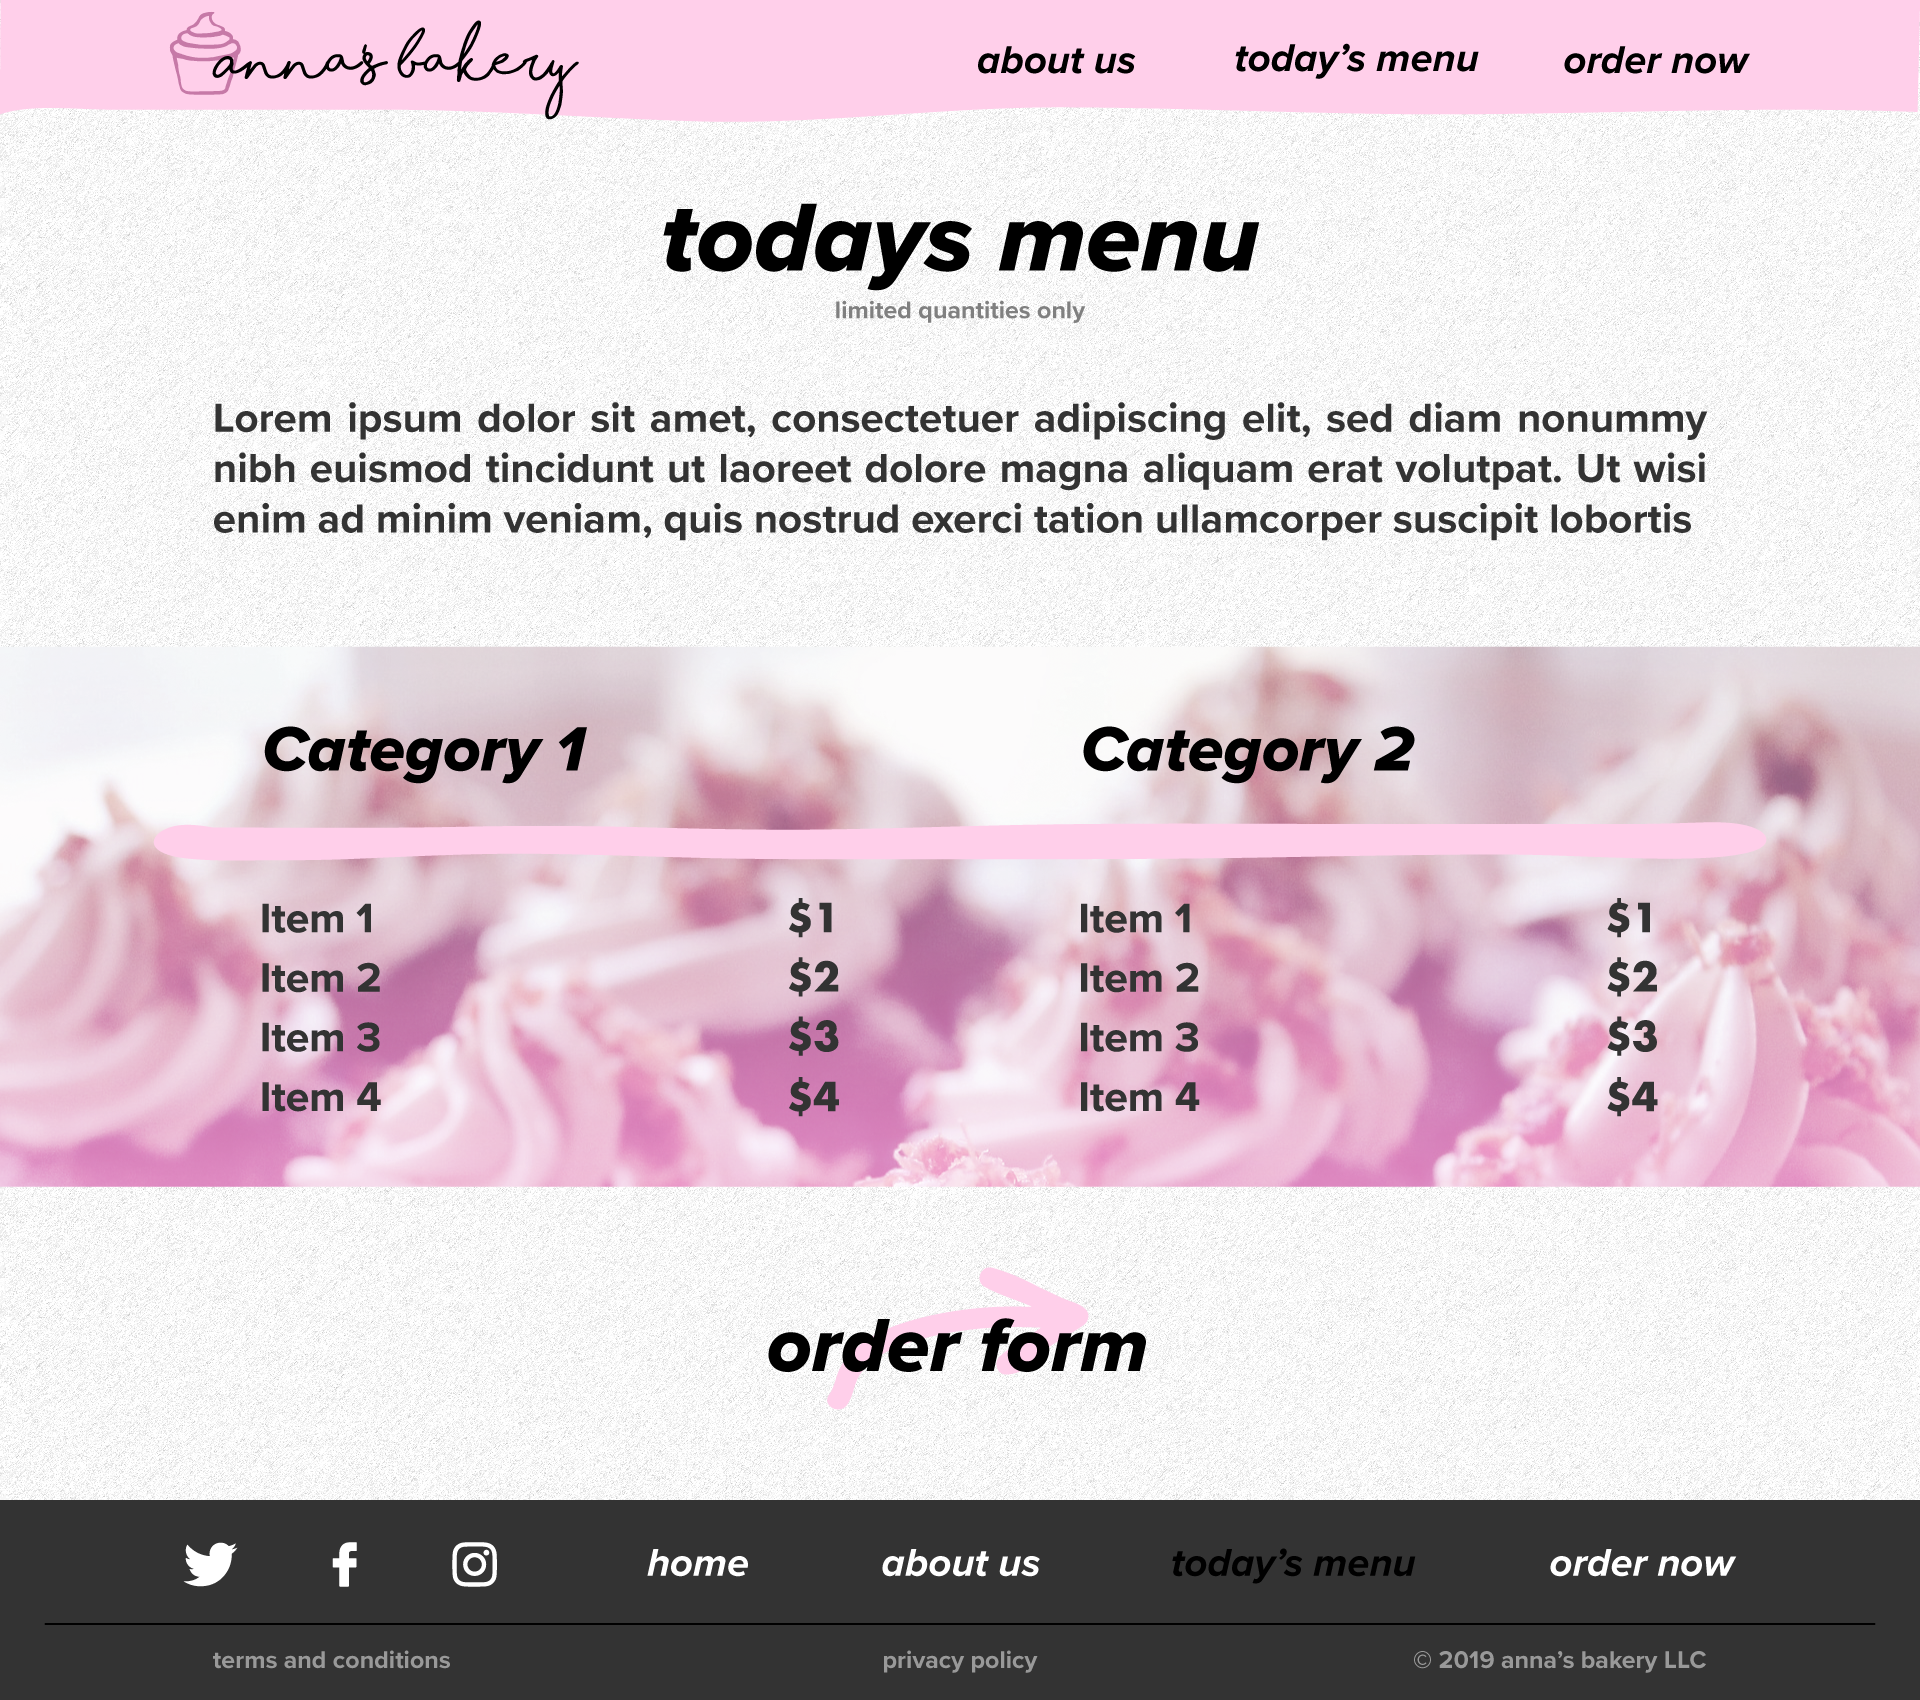 anna's bakery
about us
today’s menu
order now
todays menu
limited quantities only
Lorem ipsum dolor sit amet, consectetuer adipiscing elit, sed diam nonummy
nibh euismod tincidunt ut laoreet dolore magna aliquam erat volutpat. Ut wisi
enim ad minim veniam, quis nostrud exerci tation ullamcorper suscipit lobortis
Category 1
Item 1 $1
Item 2 $2
Item 3 $3
Item 4 $4
Category 2
Item 1 $1
Item 2 $2
Item 3 $3
Item 4 $4
order form
home
about us
today’s menu
order now
terms and conditions
privacy policy
© 2019 anna’s bakery LLC